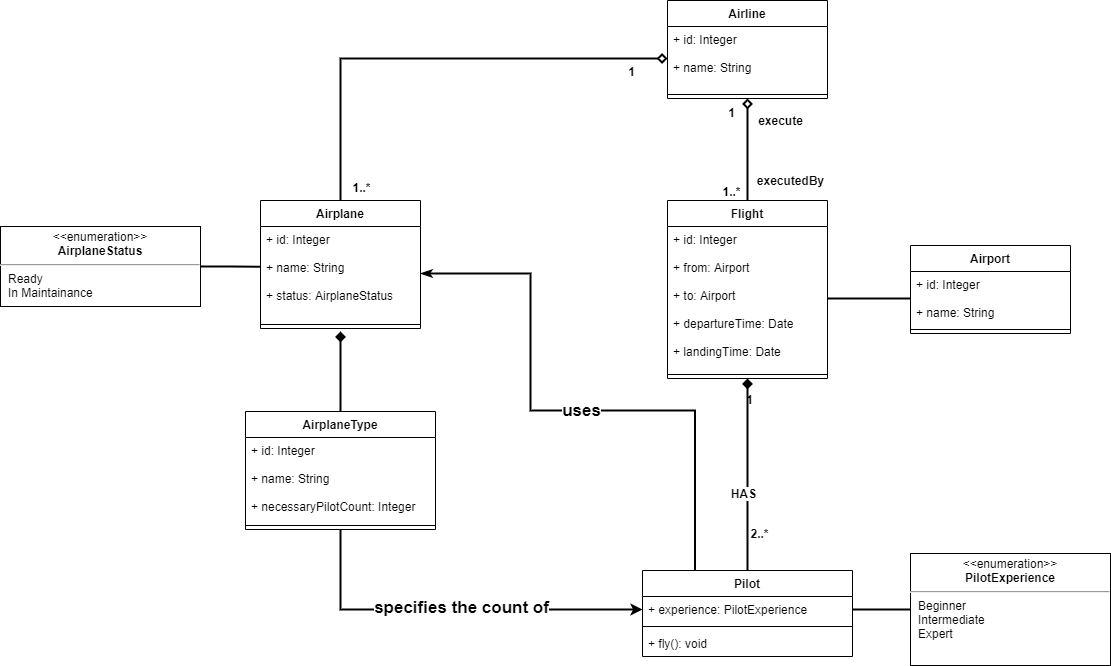 Airline
+ id: Integer
+ name: String
1
1
execute
executedBy
1..*
1..*
Airplane
+ id: Integer
+ name: String
+ status: AirplaneStatus
<<enumeration>>
AirplaneStatus
Ready
In Maintainance
Flight
+ id: Integer
+ from: Airport
+ to: Airport
+ departureTime: Date
+ landingTime: Date
Airport
+ id: Integer
+ name: String
1
uses
AirplaneType
+ id: Integer
+ name: String
+ necessaryPilotCount: Integer
HAS
2..*
specifies the count of
Pilot
+ experience: PilotExperience
+ fly(): void
<<enumeration>>
PilotExperience
Beginner
Intermediate
Expert